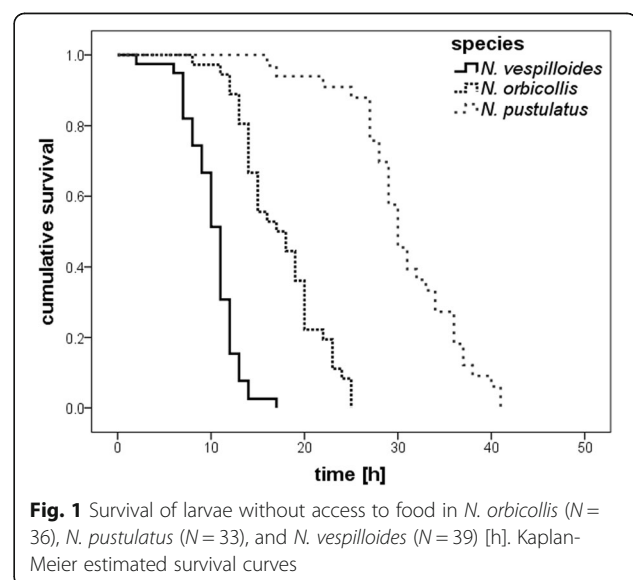 species
N. vespilloides
N. orbicollis
N. pustulatus
1.0
0.8
0.6
0.4
0.2
0.0
cumulative survival
0 10 20 30 40 50
time [h]
Fig. 1 Survival of larvae without access to food in N. orbicollis (N =
36), N. pustulatus (N = 33), and N. vespilloides (N = 39) [h]. Kaplan-
Meier estimated survival curves